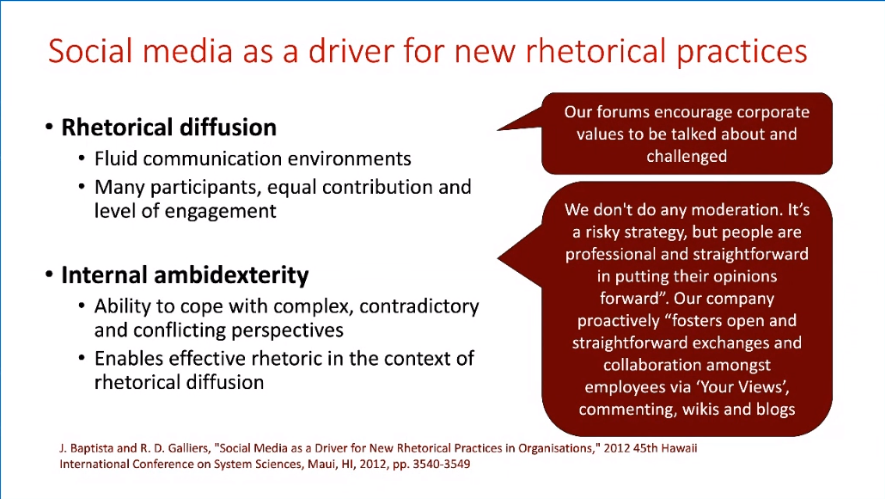 Social media as a driver for new rhetorical practices
• Rhetorical diffusion
• Fluid communication environments
• Many participants, equal contribution and
level of engagement
• Internal ambidexterity
• Ability to cope with complex, contradictory
and conflicting perspectives
• Enables effective rhetoric in the context of
rhetorical diffusion
Our forums encourage corporate
values to be talked about and
challenged
We don't do any moderation. It’s
a risky strategy, but people are
professional and straightforward
in putting their opinions
forward”. Our company
proactively “fosters open and
straightforward exchanges and
collaboration amongst
employees via ‘Your Views’,
commenting, wikis and blogs
J. Baptista and R. D. Galliers, "Social Media as a Driver for New Rhetorical Practices in Organisations," 2012 45th Hawaii
International Conference on System Sciences, Maui, HI, 2012, pp. 3540-3549